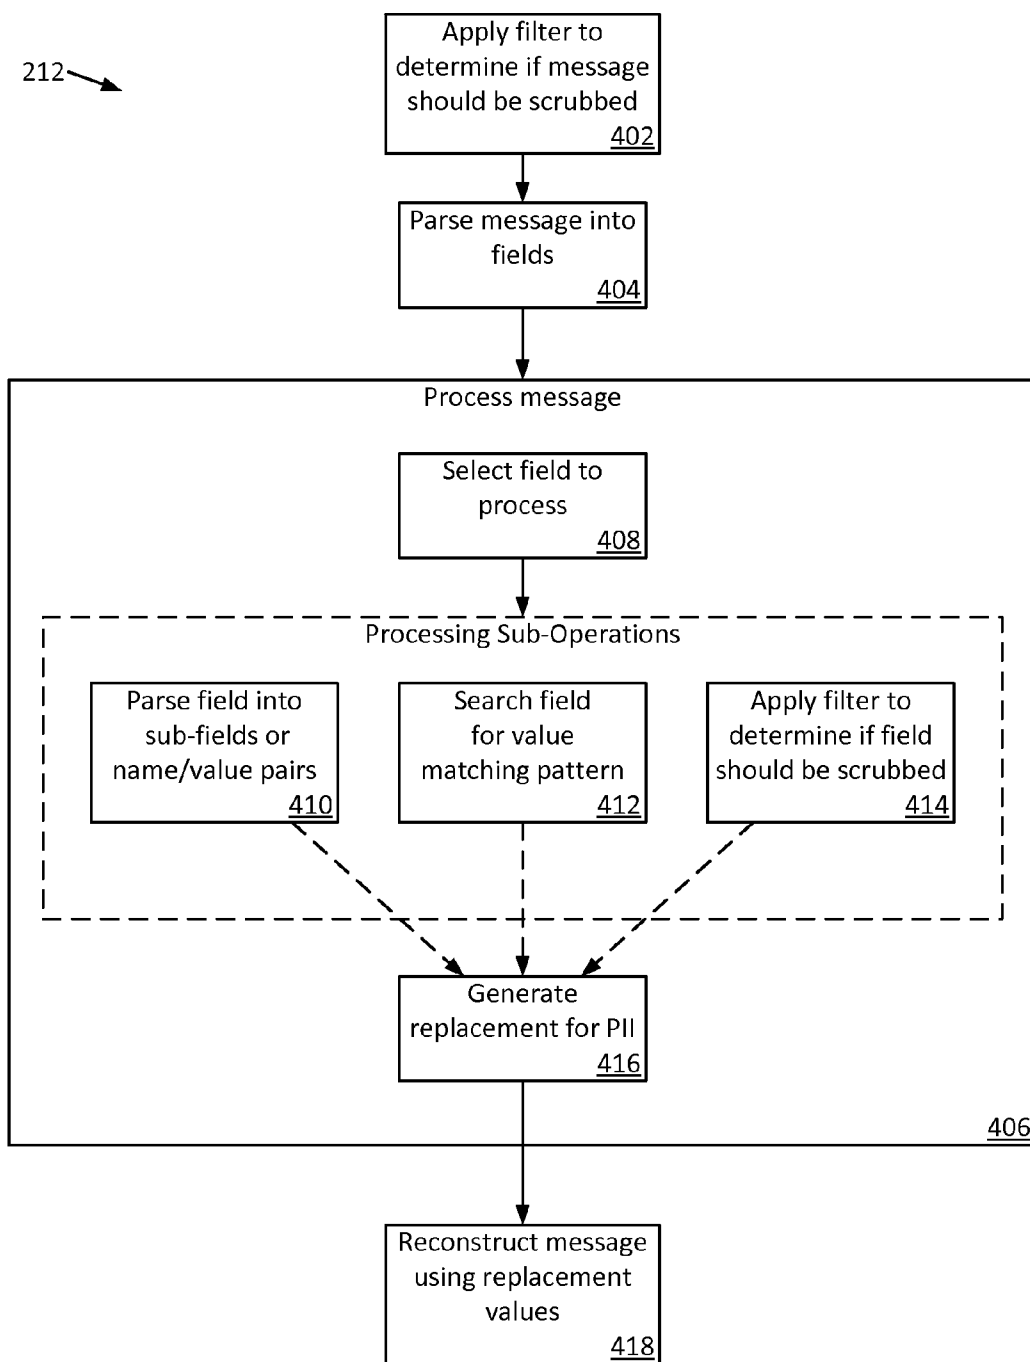 Apply filter to
determine if message
should be scrubbed
402
212
Parse message into
fields
404
Process message
Select field to
process
408
Processing Sub-Operations
Parse field into
sub-fields or
name/value pairs
410
Search field
for value
matching pattern
412
Apply filter to
determine if field
should be scrubbed
414
Generate
replacement for PII
416
406
Reconstruct message
using replacement
values
418